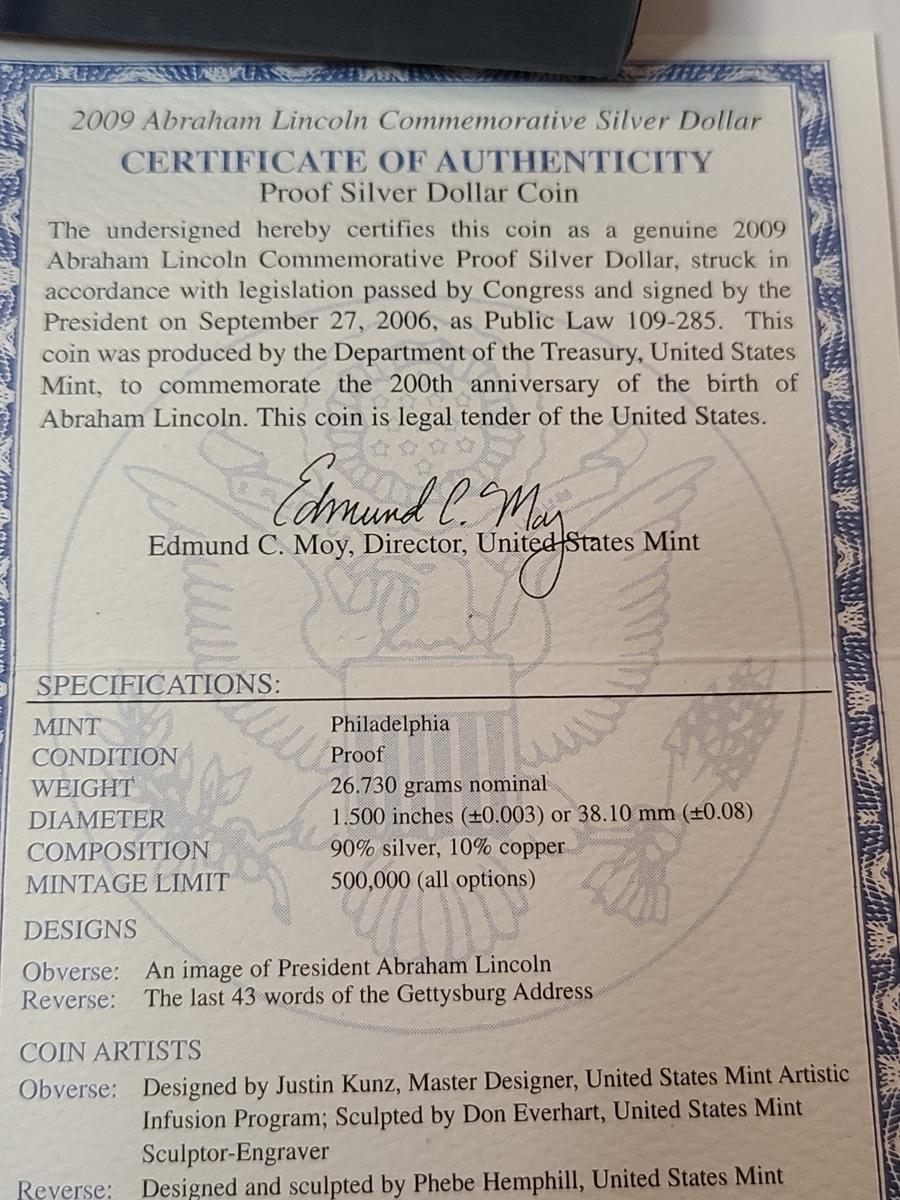 2009 Abraham Lincoln Commemorative Silver Dollar
CERTIFICATE OF AUTHENTICITY
Proof Silver Dollar Coin
The undersigned hereby certifies this coin as a genuine 2009
Abraham Lincoln Commemorative Proof Silver Dollar, struck in
accordance with legislation passed by Congress and signed by the
President on September 27, 2006, as Public Law 109-285. This
coin was produced by the Department of the Treasury, United States
Mint, to commemorate the 200th anniversary of the birth of
Abraham Lincoln. This coin is legal tender of the United States.
Edmund C. Moy
Edmund C. Moy, Director, United States Mint
SPECIFICATIONS:
MINT Philadelphia
CONDITION Proof
WEIGHT 26.730 grams nominal
DIAMETER 1.500 inches (±0.003) or 38.10 mm (±0.08)
COMPOSITION 90% silver, 10% copper
MINTAGE LIMIT 500,000 (all options)
DESIGNS
Obverse: An image of President Abraham Lincoln
Reverse: The last 43 words of the Gettysburg Address
COIN ARTISTS
Obverse: Designed by Justin Kunz, Master Designer, United States Mint Artistic
Infusion Program; Sculpted by Don Everhart, United States Mint
Sculptor-Engraver
Reverse: Designed and sculpted by Phebe Hemphill, United States Mint